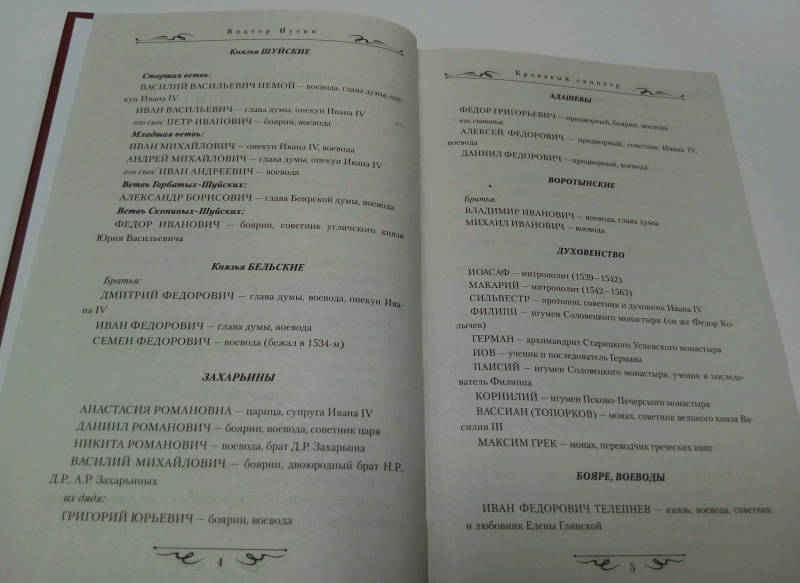 Виктор Путин
Князья ШУЙСКИЕ
Старшая ветвь:
ВАСИЛИЙ ВАСИЛЬЕВИЧ НЕМОЙ — воевода, глава думы, опе-
кун Ивана IV
ИВАН ВАСИЛЬЕВИЧ — глава думы, опекун Ивана IV
его сын: ПЕТР ИВАНОВИЧ — боярин, воевода
Младшая ветвь:
ИВАН МИХАЙЛОВИЧ — опекун Ивана IV, воевода
АНДРЕЙ МИХАЙЛОВИЧ — глава думы, опекун Ивана IV
его сын: ИВАН АНДРЕЕВИЧ — воевода
Ветвь Горбатых-Шуйских:
АЛЕКСАНДР БОРИСОВИЧ — глава Боярской думы, воевода
Ветвь Скопиных-Шуйских:
ФЕДОР ИВАНОВИЧ — боярин, советник угличского князя
Юрия Васильевича
Князья БЕЛЬСКИЕ
Братья:
ДМИТРИЙ ФЕДОРОВИЧ — глава думы, воевода, опекун Ива-
на IV
ИВАН ФЕДОРОВИЧ — глава думы, воевода
СЕМЕН ФЕДОРОВИЧ — воевода (бежал в 1534-м)
ЗАХАРЬИНЫ
АНАСТАСИЯ РОМАНОВНА — царица, супруга Ивана IV
ДАНИИЛ РОМАНОВИЧ — боярин, воевода, советник царя
НИКИТА РОМАНОВИЧ — воевода, брат Д.Р. Захарьина
ВАСИЛИЙ МИХАЙЛОВИЧ — боярин, двоюродный брат Н.Р.,
Д.Р., А.Р. Захарьиных
их дядя:
ГРИГОРИЙ ЮРЬЕВИЧ — боярин, воевода
4
Кровавый скипетр
АДАШЕВЫ
ФЕДОР ГРИГОРЬЕВИЧ — придворный, боярин, воевода
его сыновья:
АЛЕКСЕЙ ФЕДОРОВИЧ — придворный, советник Ивана IV,
воевода
ДАНИИЛ ФЕДОРОВИЧ — придворный, воевода
ВОРОТЫНСКИЕ
Братья:
ВЛАДИМИР ИВАНОВИЧ — воевода, глава думы
МИХАИЛ ИВАНОВИЧ — воевода
ДУХОВЕНСТВО
ИОАСАФ — митрополит (1539—1542)
МАКАРИЙ — митрополит (1542—1563)
СИЛЬВЕСТР — протопоп, советник и духовник Ивана IV
ФИЛИПП — игумен Соловецкого монастыря (он же Федор Ко-
лычев)
ГЕРМАН — архимандрит Старицкого Успенского монастыря
ИОВ — ученик и последователь Германа
ПАИСИЙ — игумен Соловецкого монастыря, ученик и последо-
ватель Филиппа
КОРНИЛИЙ — игумен Псково-Печерского монастыря
ВАССИАН (ТОПОРКОВ) — монах, советник великого князя Ва-
силия III
МАКСИМ ГРЕК — монах, переводчик греческих книг
БОЯРЕ, ВОЕВОДЫ
ИВАН ФЕДОРОВИЧ ТЕЛЕПНЕВ — князь, воевода, советник
и любовник Елены Глинской
5